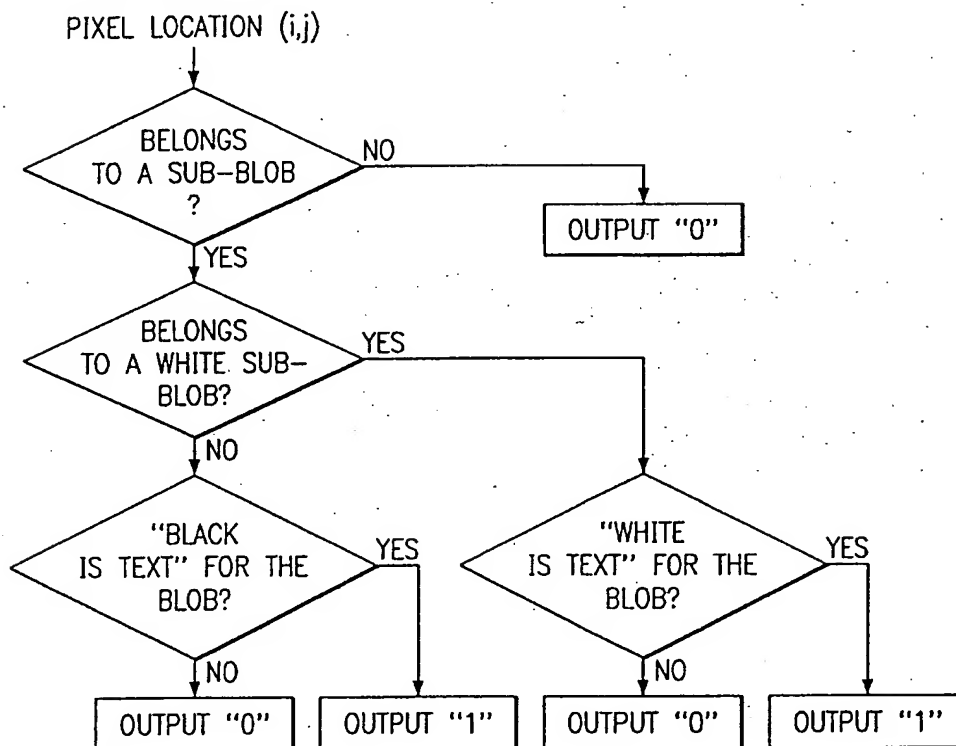 PIXEL LOCATION (i,j)
BELONGS
TO A SUB-BLOB
?
NO
OUTPUT "0"
YES
BELONGS
TO A WHITE SUB-
BLOB?
YES
NO
"BLACK
IS TEXT" FOR THE
BLOB?
YES
"WHITE
IS TEXT" FOR THE
BLOB?
YES
NO
NO
OUTPUT "0"
OUTPUT "1"
OUTPUT "0"
OUTPUT "1"